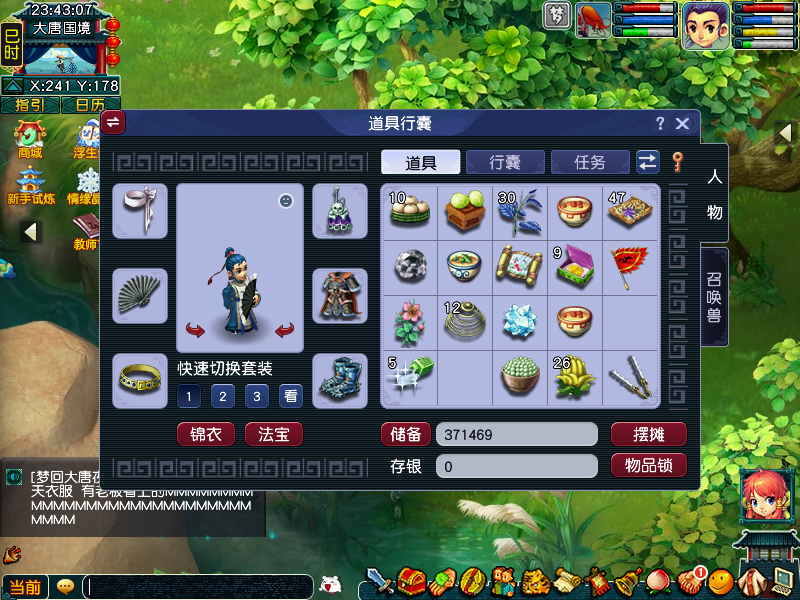 23:43:07
大唐国境
巳时
X:241 Y:178
指引 日历
梦
商城
浮生
新手试炼
情缘
教师
道具行囊
? ×
道具 行囊 任务
人物
召唤兽
10
30
47
9
12
5
26
快速切换套装
1 2 3 看
锦衣 法宝
储备 371469 摆摊
存银 0 物品锁
[梦回大唐夜
天衣服 有老板看上的MMMMMMMM
MMMMMMMMMMMMMMMMMMMM
MMMM
当前